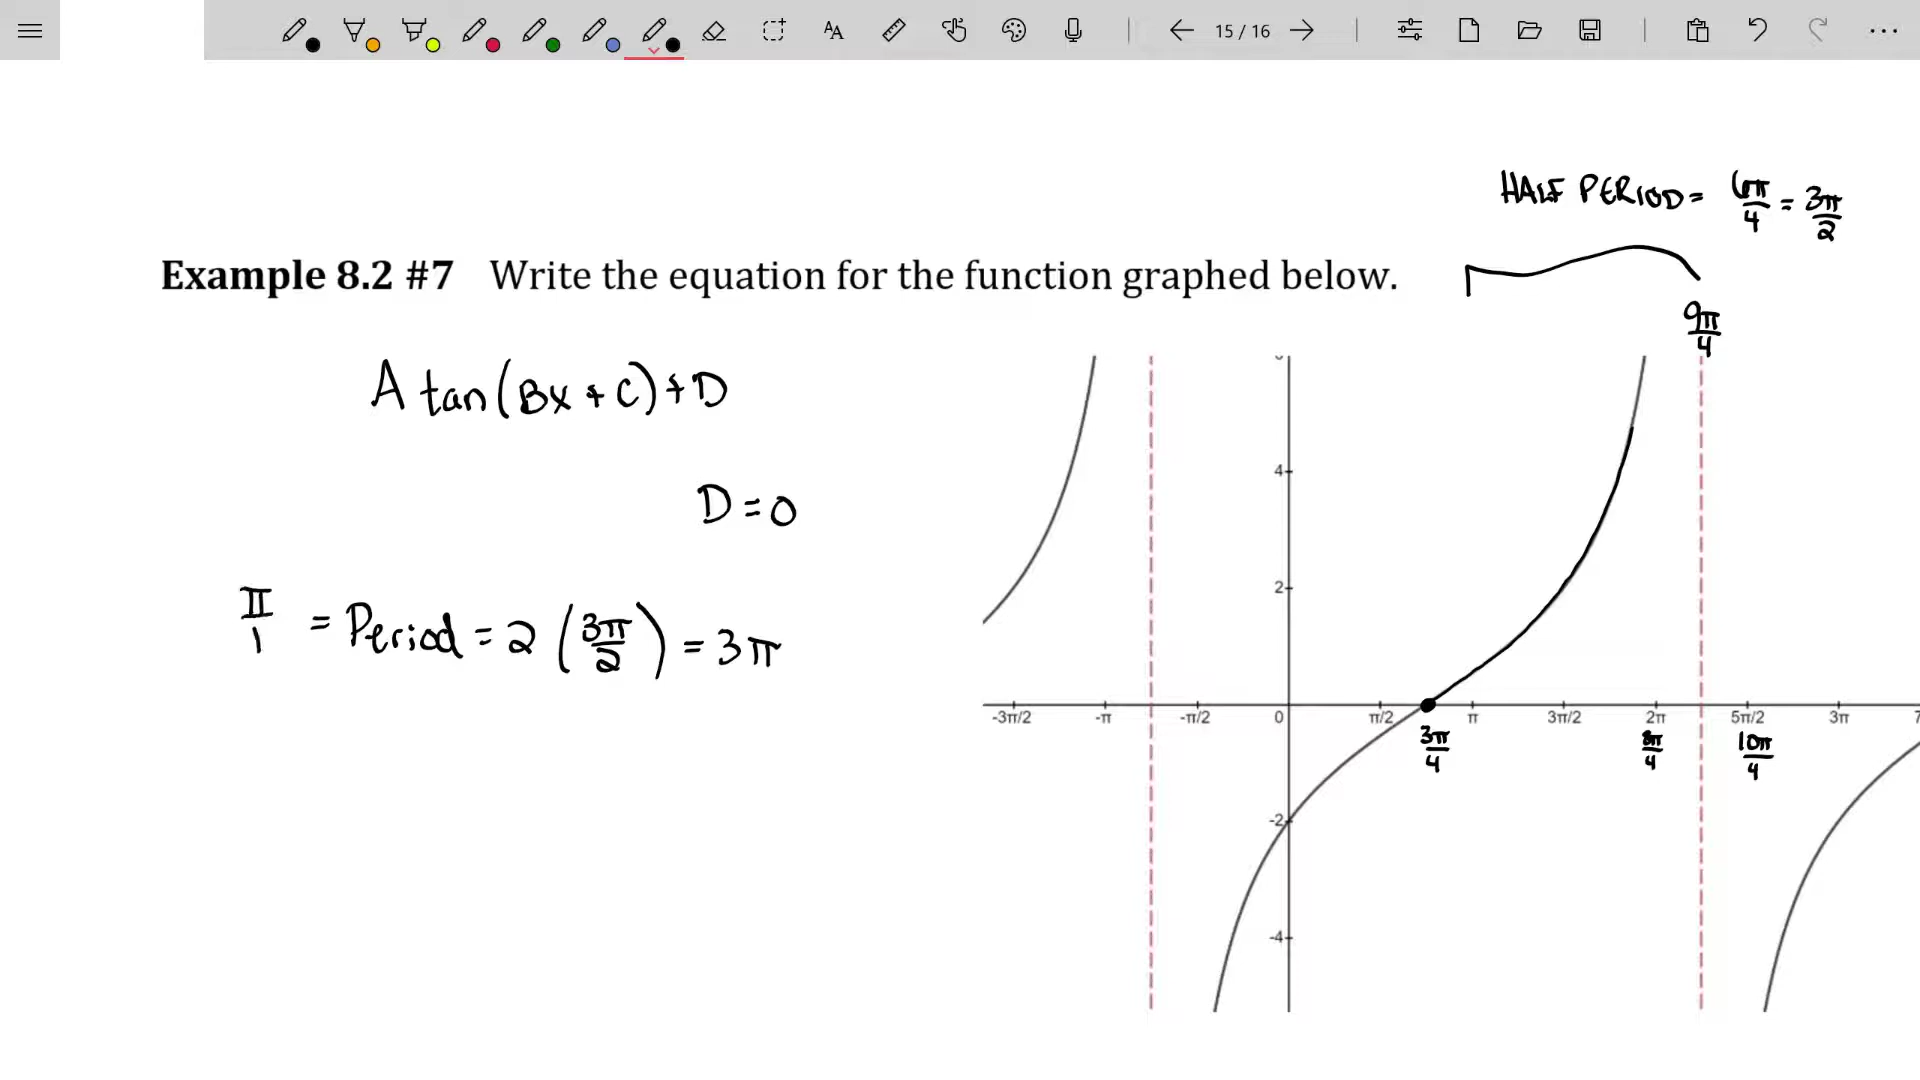 15 / 16
HALF PERIOD = 6π/4 = 3π/2
Example 8.2 #7 Write the equation for the function graphed below.
9π/4
A tan(Bx + C) + D
D = 0
π/1 = Period = 2 (3π/2) = 3π
4
2
-3π/2 -π -π/2 0 π/2 π 3π/2 2π 5π/2 3π
3π/4 8π/4 10π/4
-2
-4